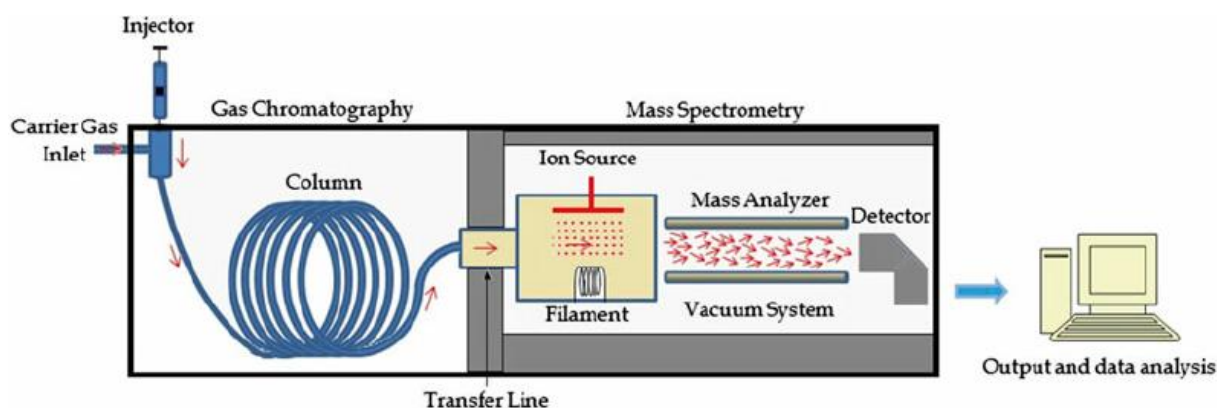 Injector
Gas Chromatography
Mass Spectrometry
Carrier Gas
Inlet
Ion Source
Column
Mass Analyzer
Detector
Filament
Vacuum System
Transfer Line
Output and data analysis